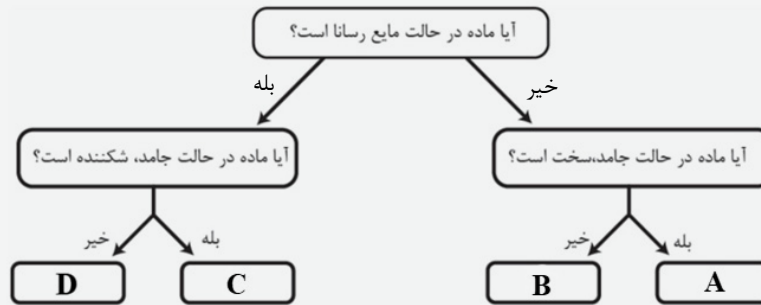 آیا ماده در حالت مایع رسانا است؟
خیر
بله
آیا ماده در حالت جامد،سخت است؟
آیا ماده در حالت جامد، شکننده است؟
بله
خیر
بله
خیر
A
B
C
D